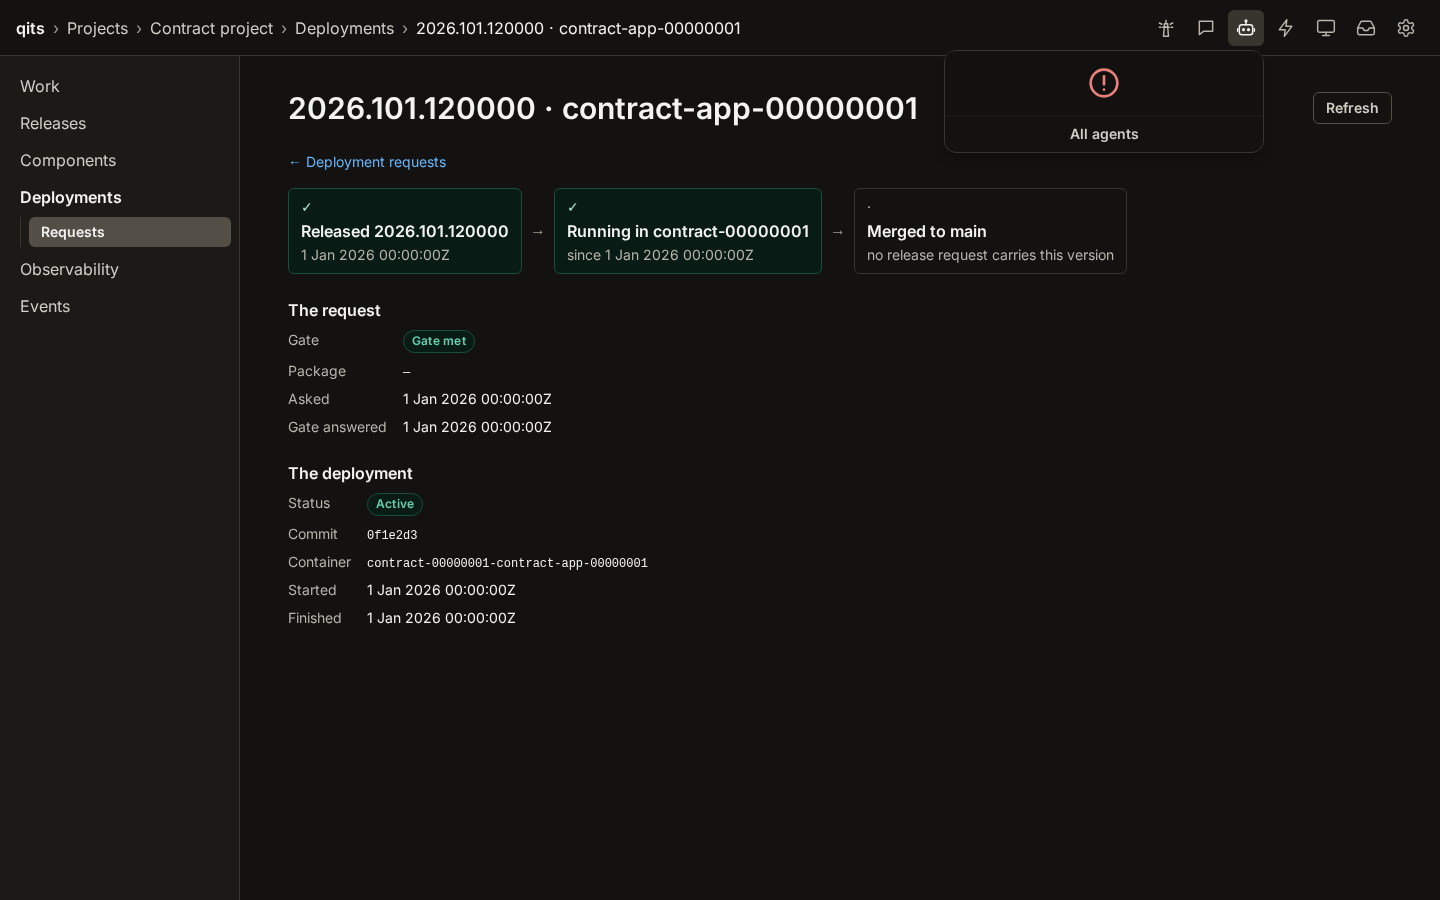 qits › Projects › Contract project › Deployments › 2026.101.120000 · contract-app-00000001
Work
Releases
Components
Deployments
Requests
Observability
Events
2026.101.120000 · contract-app-00000001
All agents
Refresh
← Deployment requests
✓
Released 2026.101.120000
1 Jan 2026 00:00:00Z
→
✓
Running in contract-00000001
since 1 Jan 2026 00:00:00Z
→
·
Merged to main
no release request carries this version
The request
Gate Gate met
Package –
Asked 1 Jan 2026 00:00:00Z
Gate answered 1 Jan 2026 00:00:00Z
The deployment
Status Active
Commit 0f1e2d3
Container contract-00000001-contract-app-00000001
Started 1 Jan 2026 00:00:00Z
Finished 1 Jan 2026 00:00:00Z